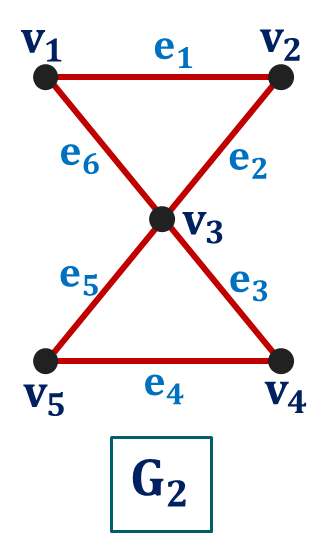 v₁ e₁ v₂
e₆ e₂
v₃
e₅ e₃
v₅ e₄ v₄
G₂